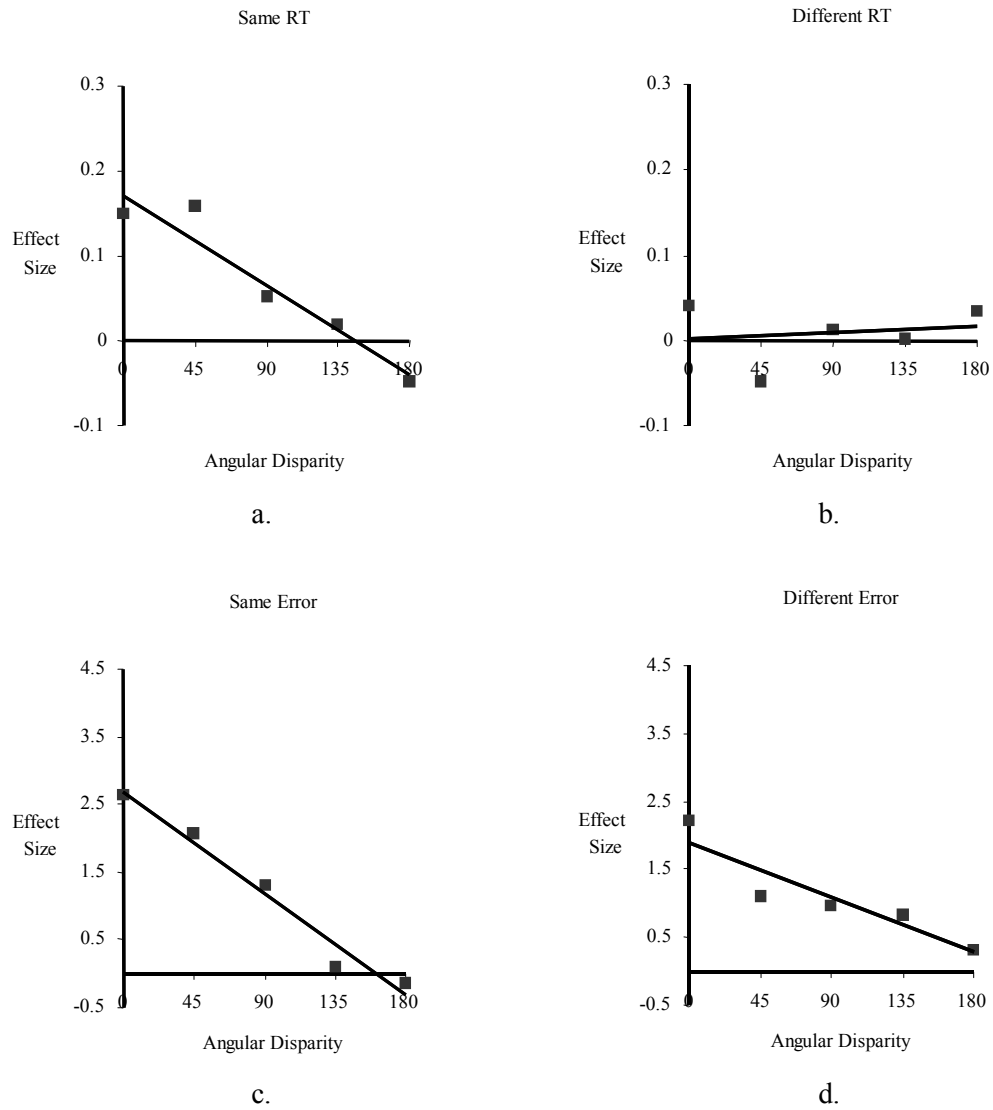 Same RT
0.3
0.2
Effect
Size
0.1
0
0 45 90 135 180
-0.1
Angular Disparity
a.
Different RT
0.3
0.2
Effect
Size
0.1
0
0 45 90 135 180
-0.1
Angular Disparity
b.
Same Error
4.5
3.5
2.5
Effect
Size
1.5
0.5
-0.5
0 45 90 135 180
Angular Disparity
c.
Different Error
4.5
3.5
2.5
Effect
Size
1.5
0.5
-0.5
0 45 90 135 180
Angular Disparity
d.